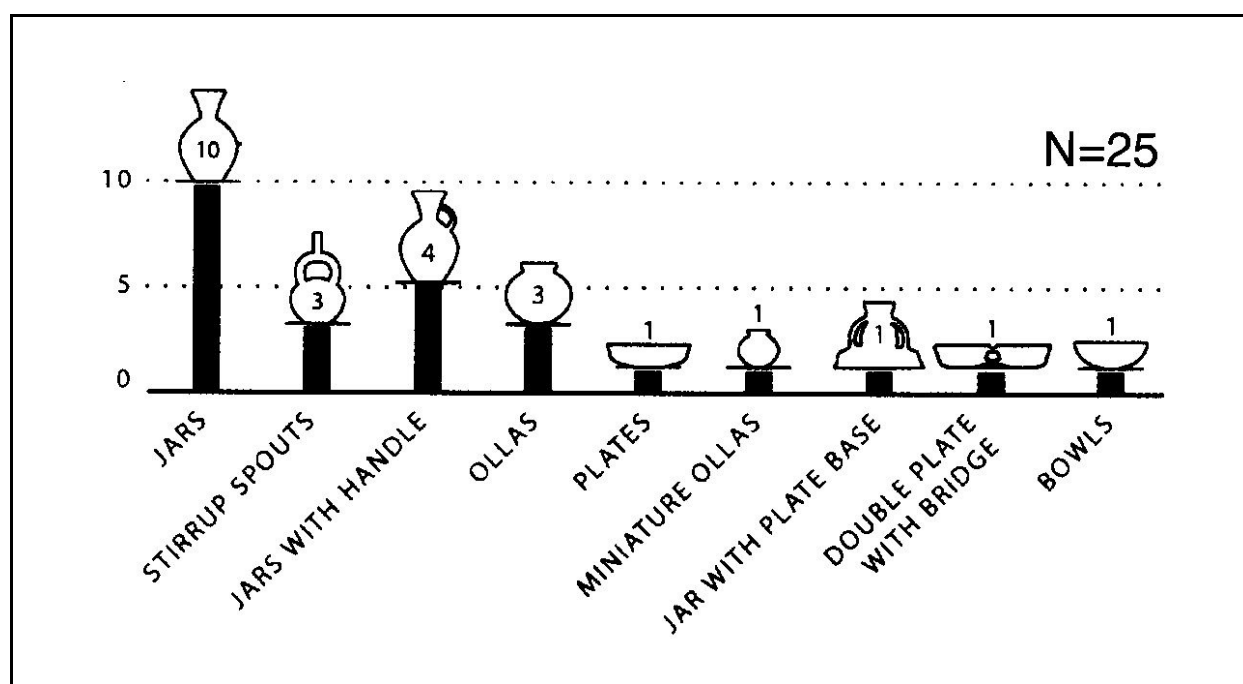 N=25
10
5
0
10
3
4
3
1
1
1
1
1
JARS
STIRRUP SPOUTS
JARS WITH HANDLE
OLLAS
PLATES
MINIATURE OLLAS
JAR WITH PLATE BASE
DOUBLE PLATE
WITH BRIDGE
BOWLS